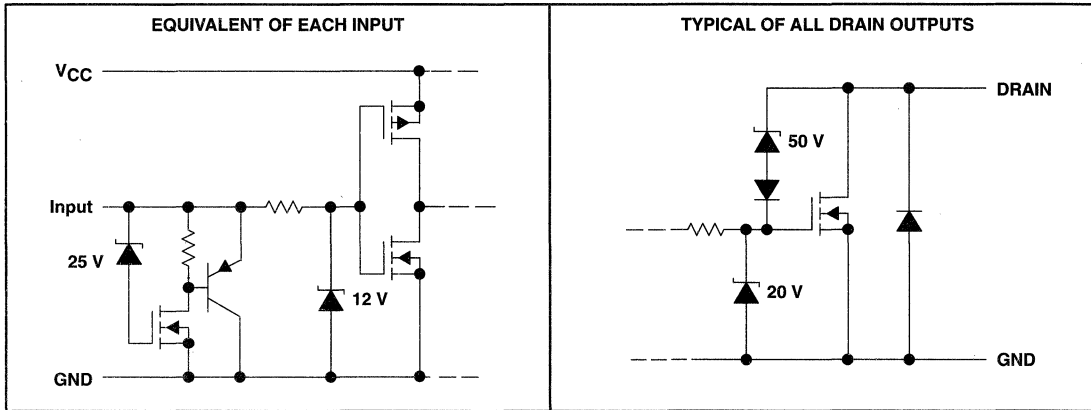 EQUIVALENT OF EACH INPUT
VCC
Input
25 V
12 V
GND
TYPICAL OF ALL DRAIN OUTPUTS
DRAIN
50 V
20 V
GND